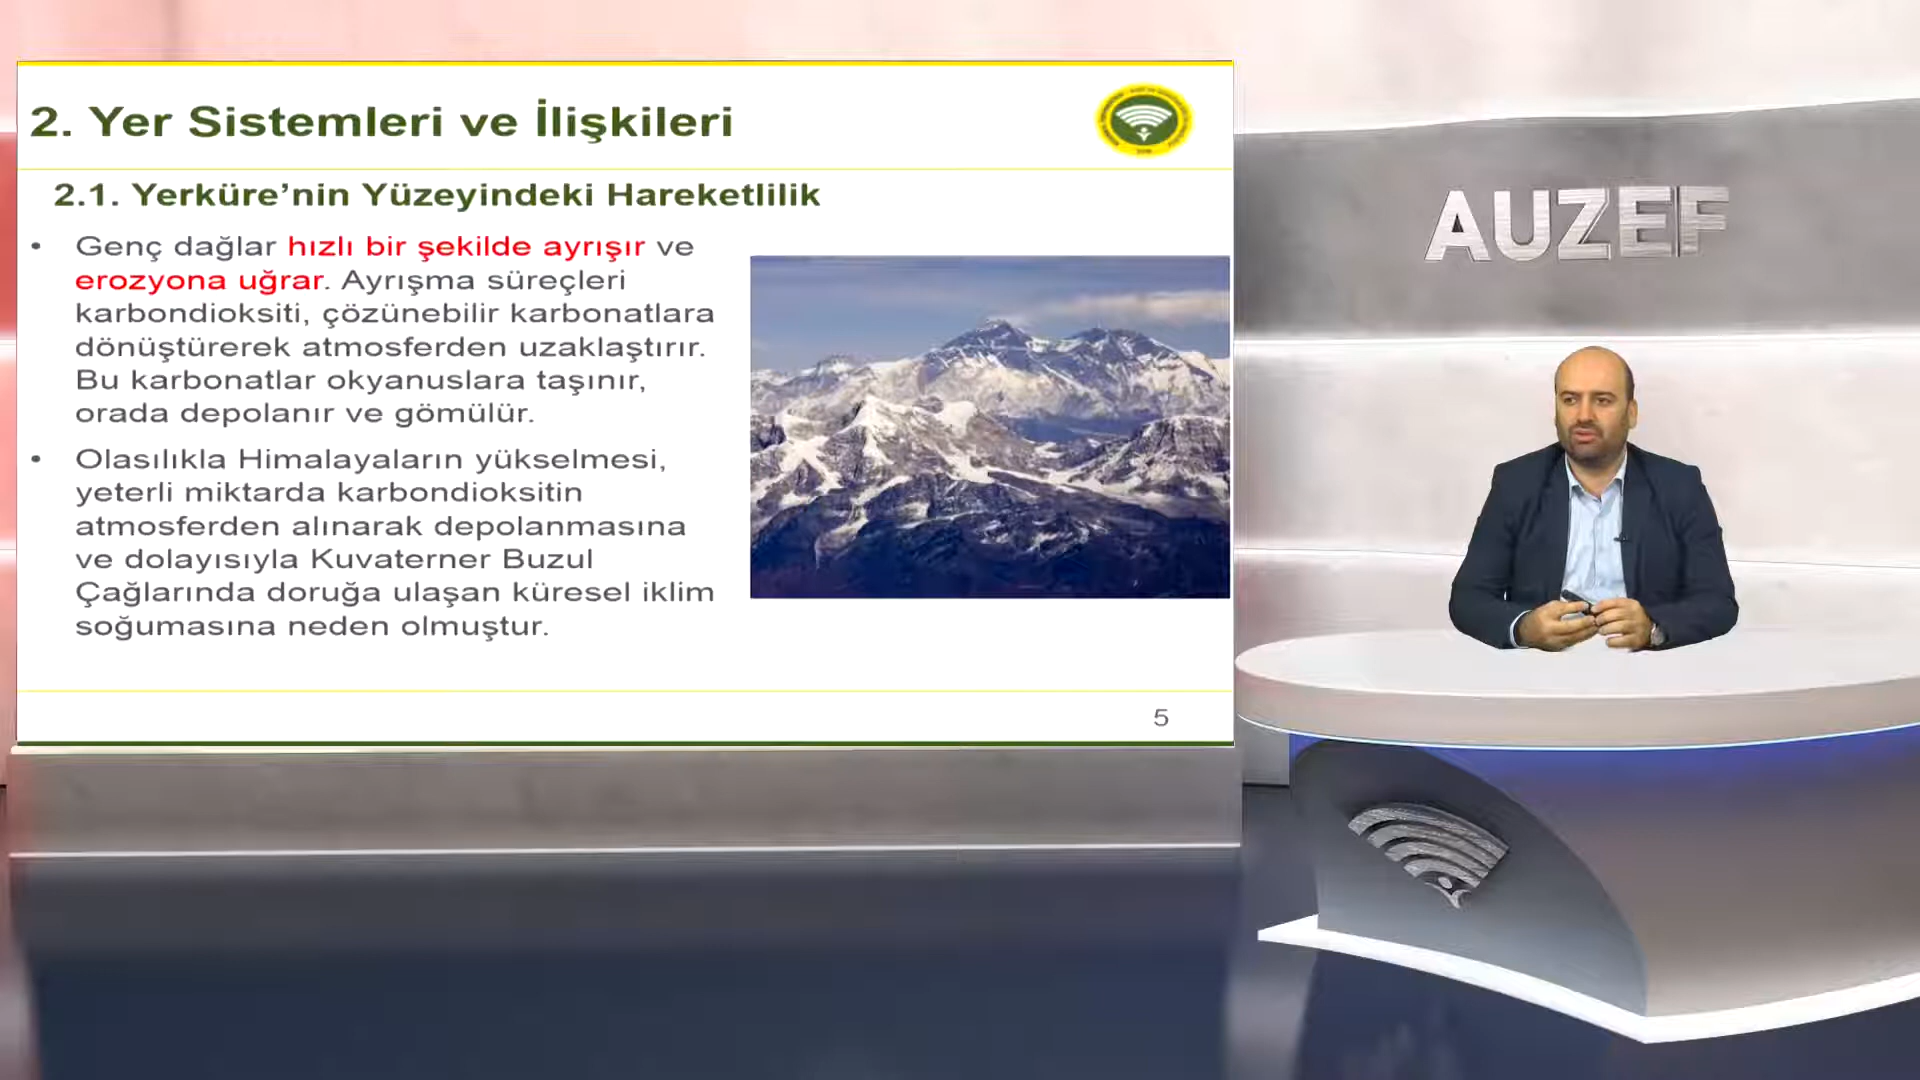 2. Yer Sistemleri ve İlişkileri
2.1. Yerküre’nin Yüzeyindeki Hareketlilik
• Genç dağlar hızlı bir şekilde ayrışır ve
erozyona uğrar. Ayrışma süreçleri
karbondioksiti, çözünebilir karbonatlara
dönüştürerek atmosferden uzaklaştırır.
Bu karbonatlar okyanuslara taşınır,
orada depolanır ve gömülür.
• Olasılıkla Himalayaların yükselmesi,
yeterli miktarda karbondioksitin
atmosferden alınarak depolanmasına
ve dolayısıyla Kuvaterner Buzul
Çağlarında doruğa ulaşan küresel iklim
soğumasına neden olmuştur.
5
AUZEF